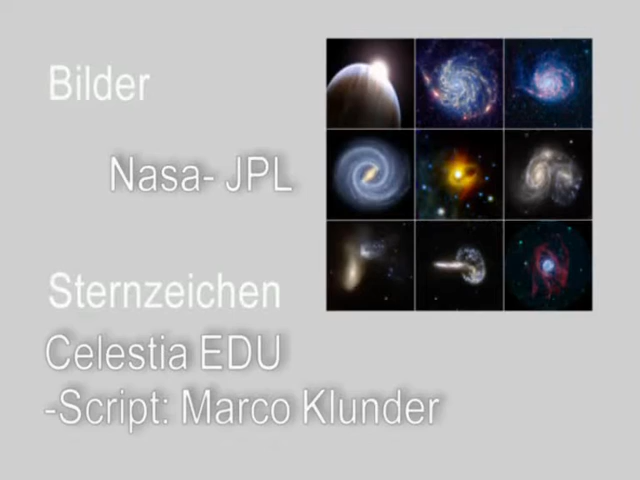 Bilder
Nasa- JPL
Sternzeichen
Celestia EDU
-Script: Marco Klunder